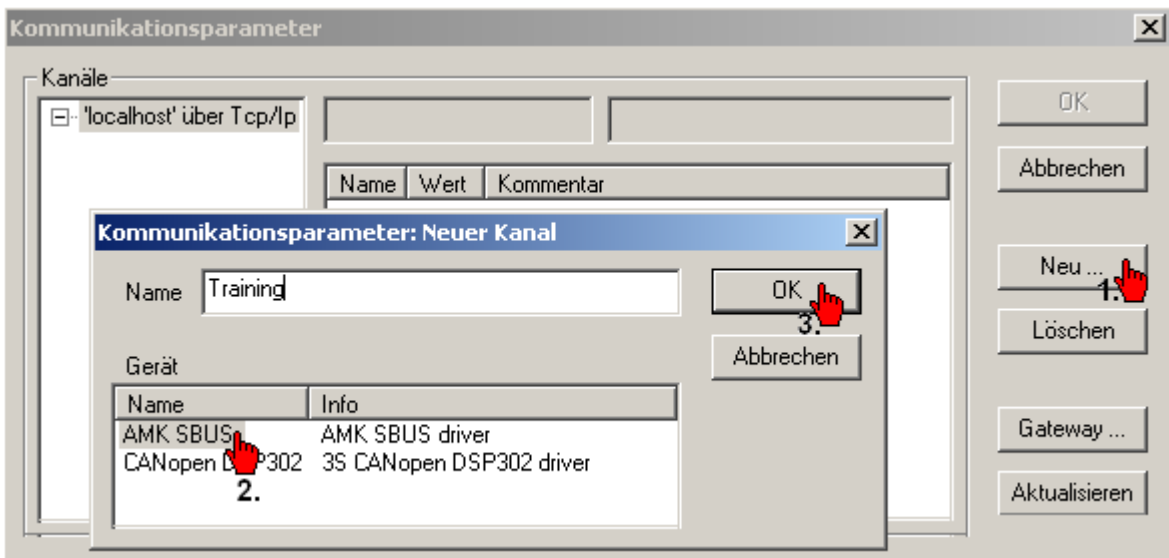 Kommunikationsparameter
Kanäle
'localhost' über Tcp/Ip
Name Wert Kommentar
OK
Abbrechen
Neu ...
1.
Löschen
Gateway ...
Aktualisieren
Kommunikationsparameter: Neuer Kanal
Name Training
OK
3.
Abbrechen
Gerät
Name Info
AMK SBUS AMK SBUS driver
CANopen 3S CANopen DSP302 driver
2.